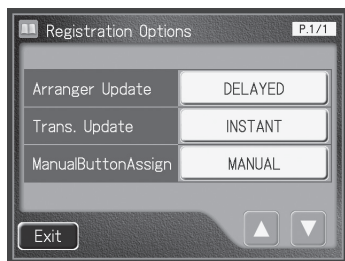 Registration Options P.1/1
Arranger Update DELAYED
Trans. Update INSTANT
ManualButtonAssign MANUAL
Exit